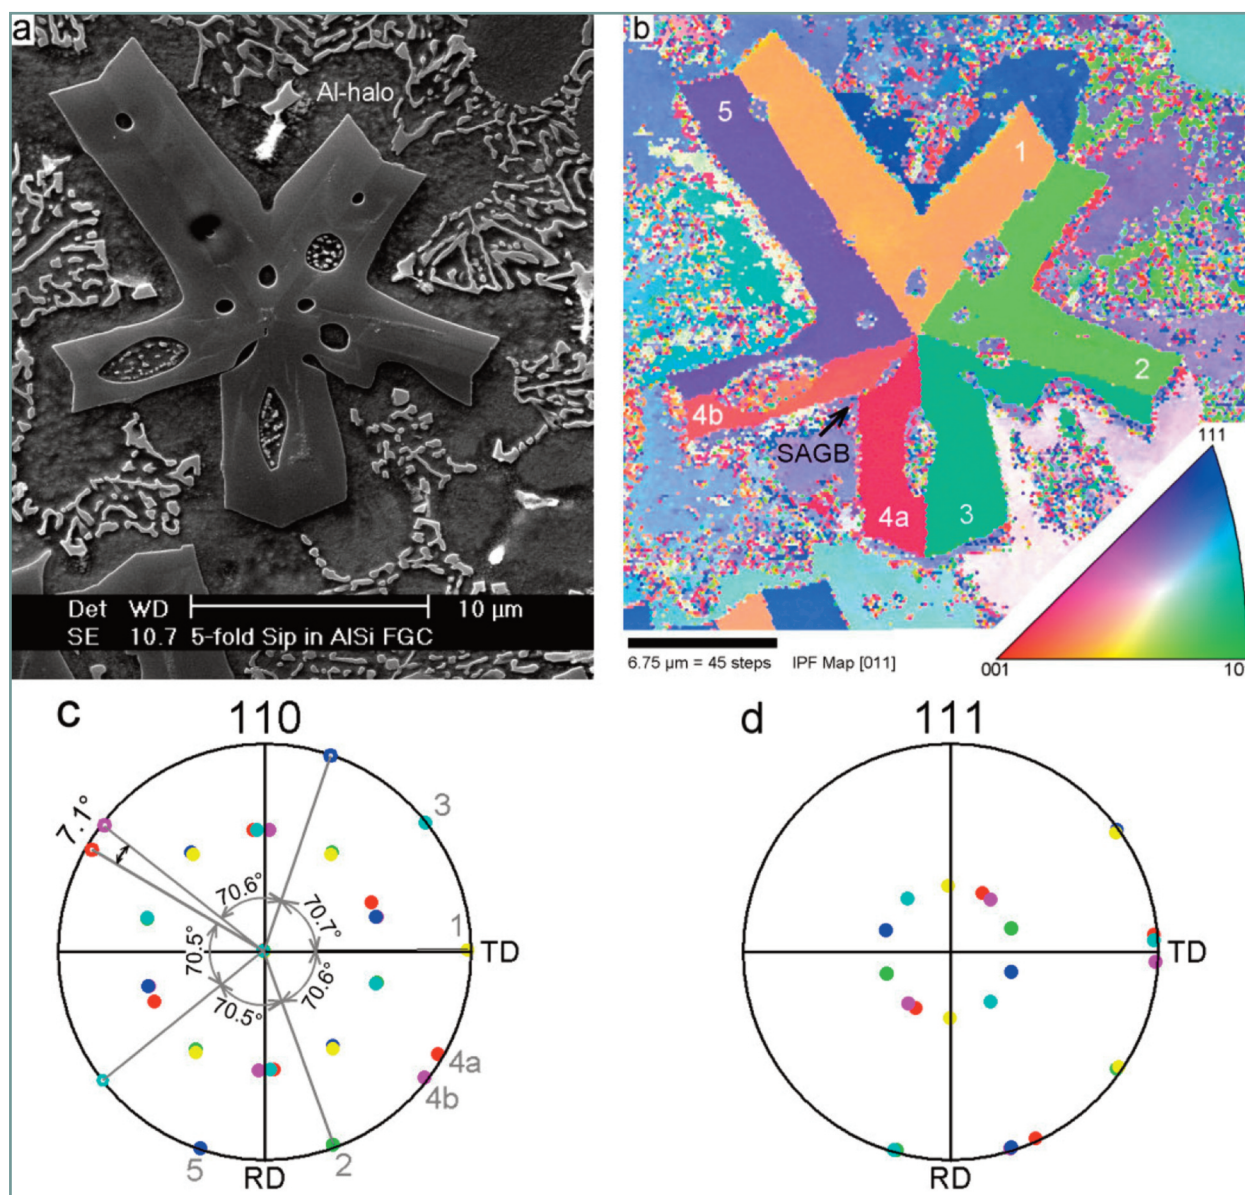 a
Al-halo
Det WD 10 µm
SE 10.7 5-fold Sip in AlSi FGC
b
5
1
2
4b
SAGB
4a
3
111
001
10
6.75 µm = 45 steps IPF Map [011]
c
110
3
7.1°
70.6°
70.7°
1
TD
70.5°
70.6°
70.5°
4a
4b
5
2
RD
d
111
TD
RD